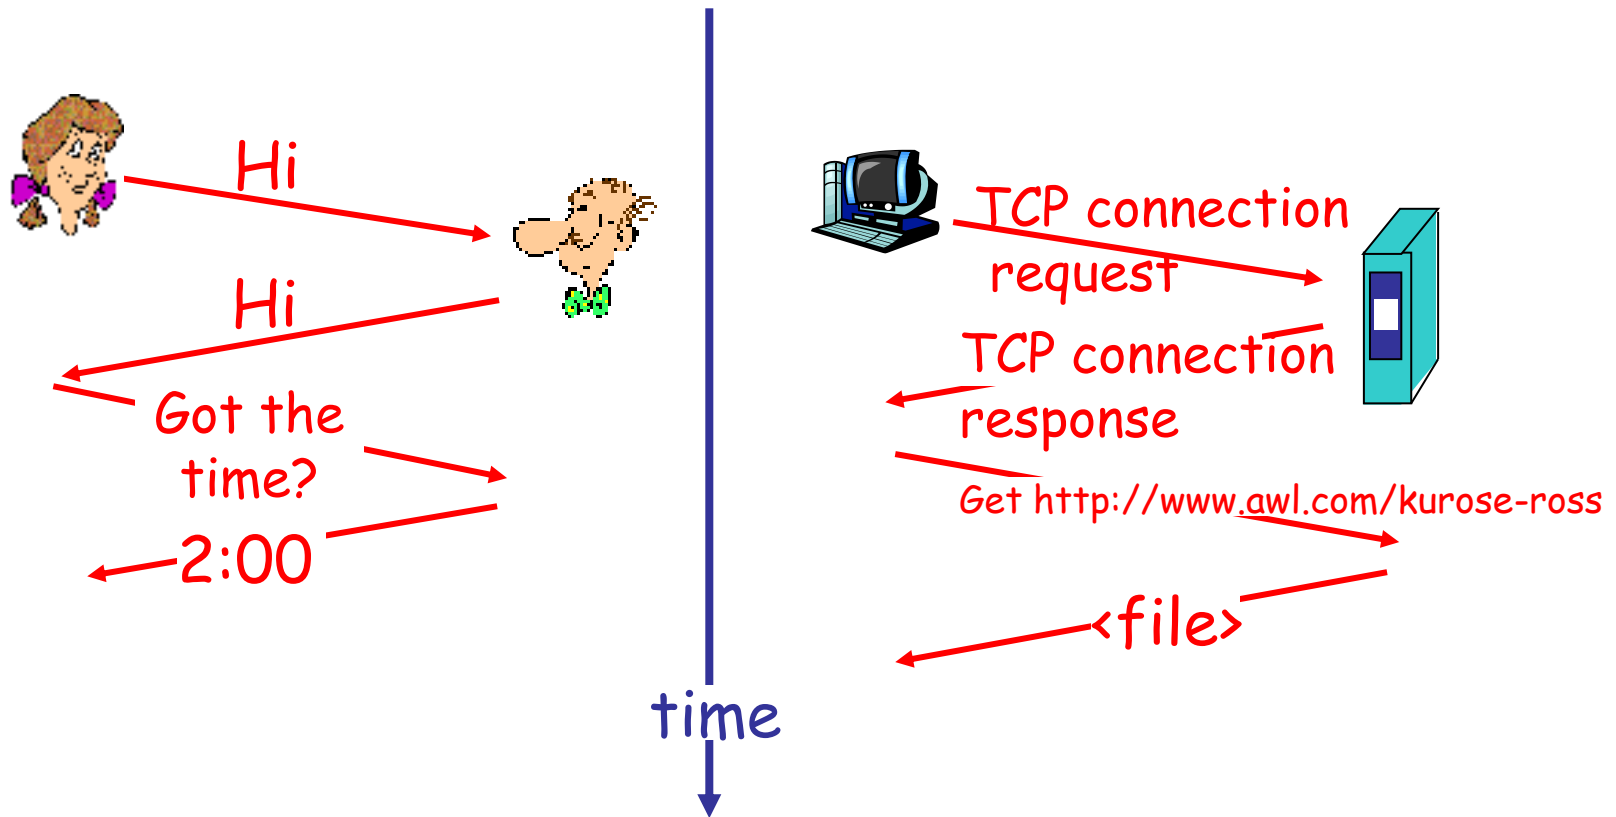 Hi
Hi
Got the
time?
2:00
TCP connection
request
TCP connection
response
Get http://www.awl.com/kurose-ross
<file>
time